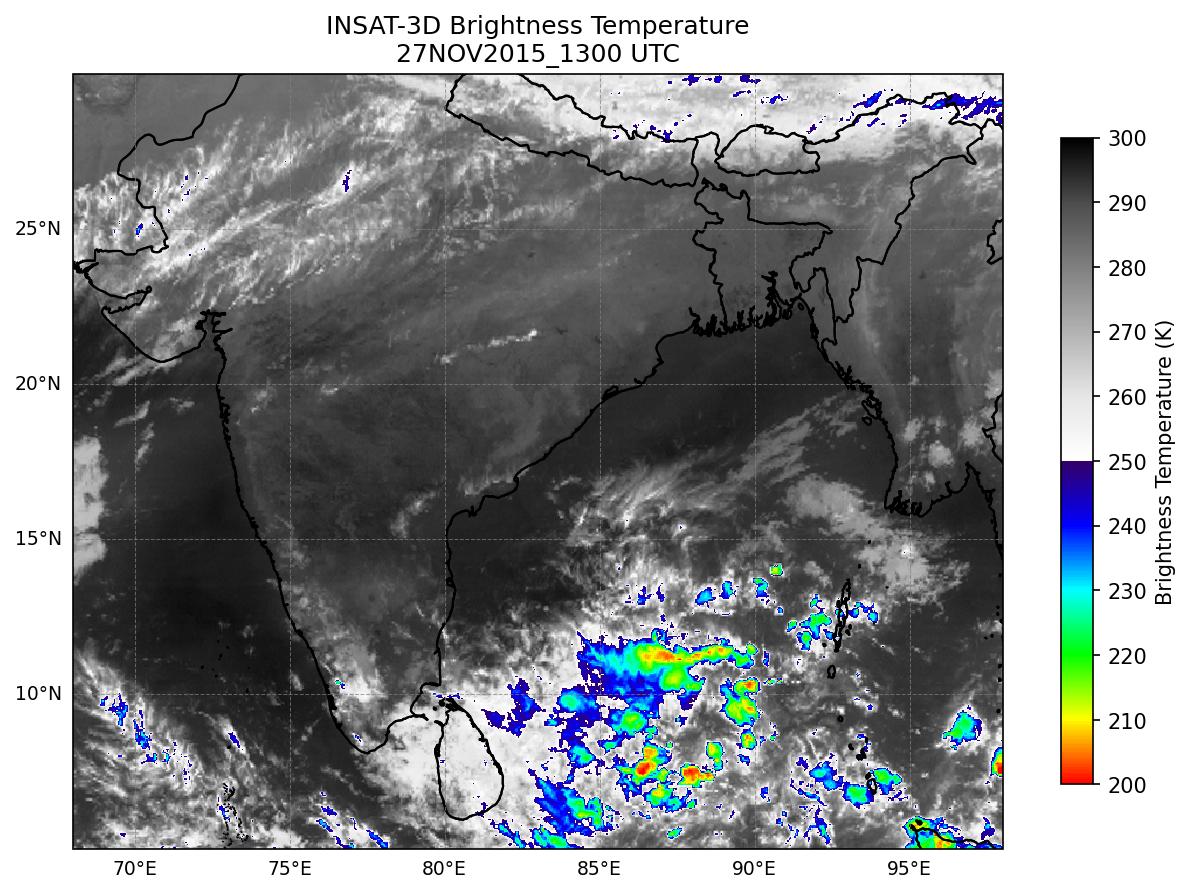 INSAT-3D Brightness Temperature
27NOV2015_1300 UTC
25°N
20°N
15°N
10°N
70°E
75°E
80°E
85°E
90°E
95°E
300
290
280
270
260
250
240
230
220
210
200
Brightness Temperature (K)